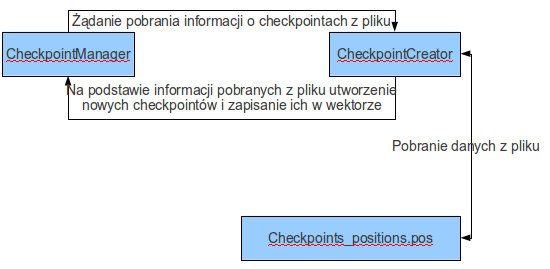 Żądanie pobrania informacji o checkpointach z pliku
CheckpointManager
CheckpointCreator
Na podstawie informacji pobranych z pliku utworzenie
nowych checkpointów i zapisanie ich w wektorze
Pobranie danych z pliku
Checkpoints_positions.pos